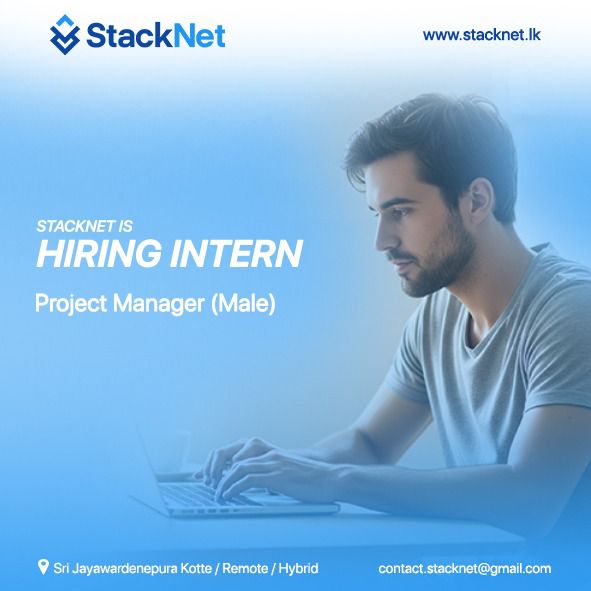 StackNet
www.stacknet.lk
STACKNET IS
HIRING INTERN
Project Manager (Male)
Sri Jayawardenepura Kotte / Remote / Hybrid
contact.stacknet@gmail.com